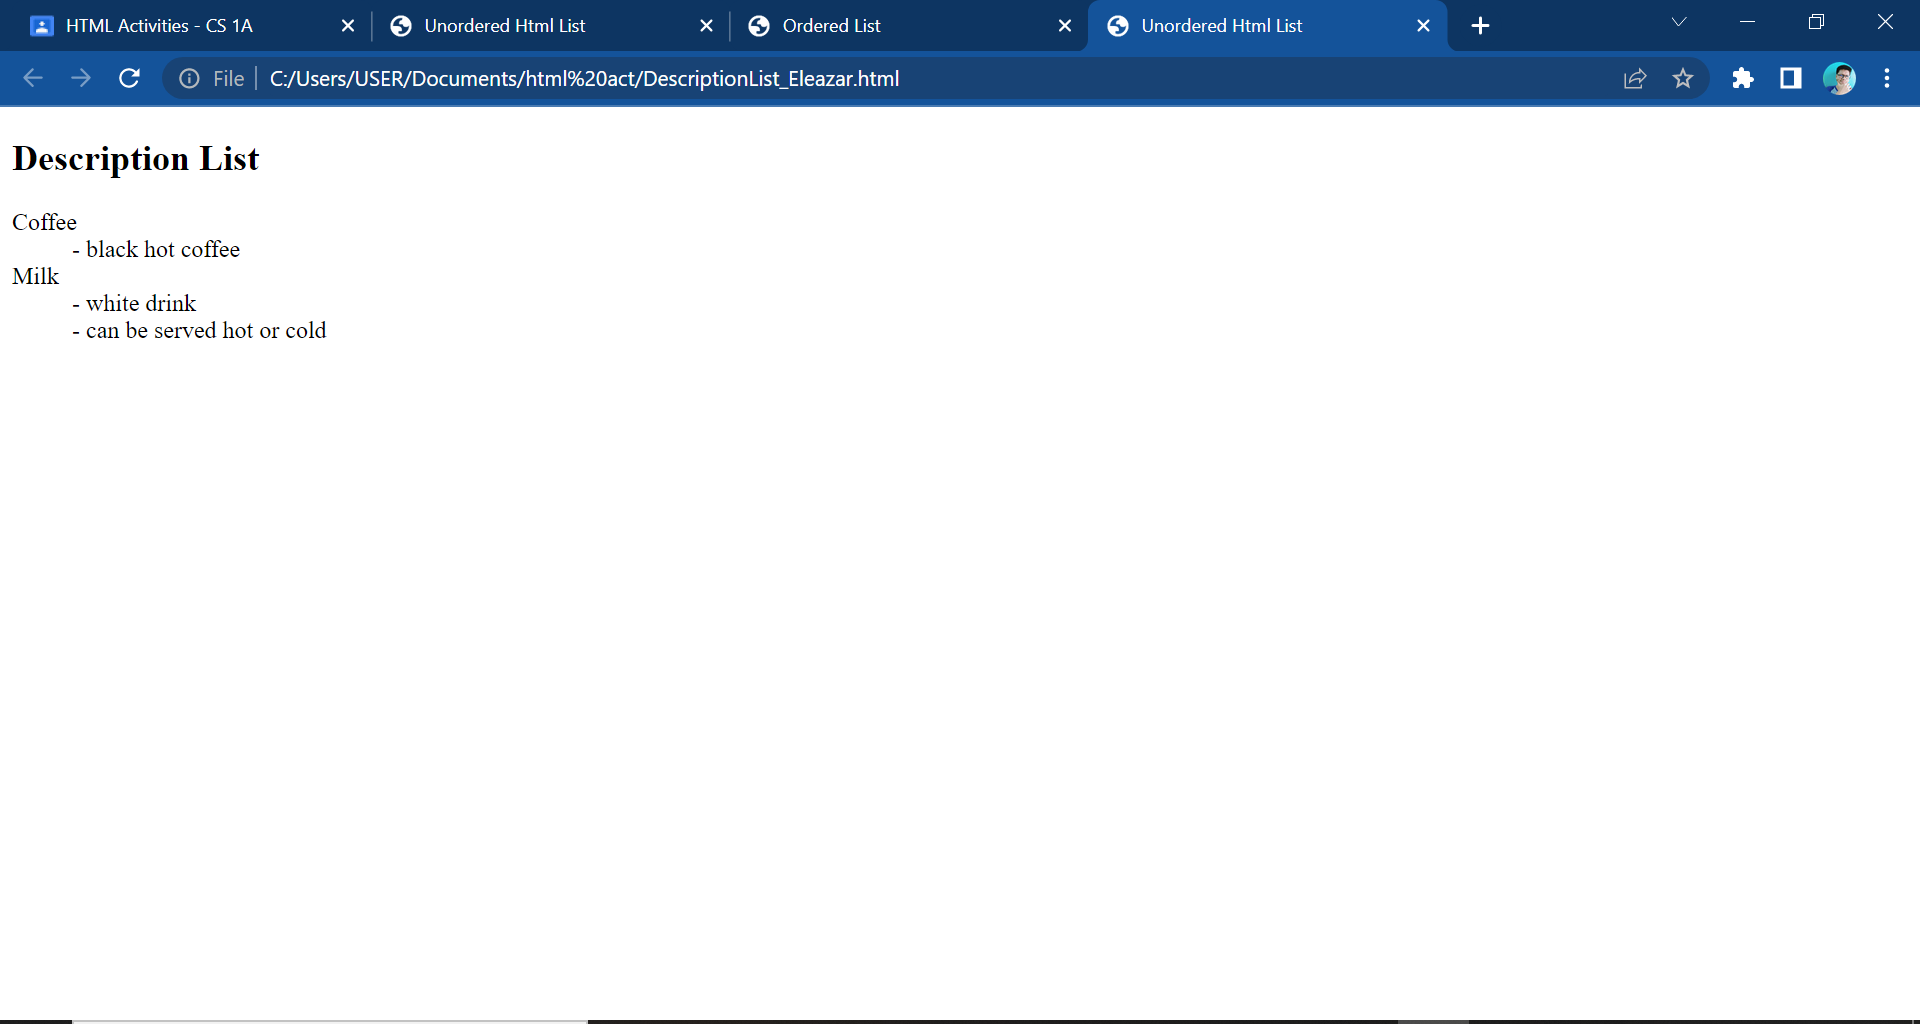 HTML Activities - CS 1A
Unordered Html List
Ordered List
Unordered Html List
File
C:/Users/USER/Documents/html%20act/DescriptionList_Eleazar.html
Description List
Coffee
- black hot coffee
Milk
- white drink
- can be served hot or cold